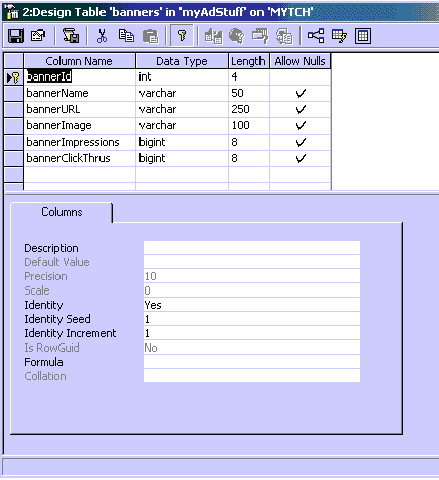 2:Design Table 'banners' in 'myAdStuff' on 'MYTCH'
Column Name Data Type Length Allow Nulls
bannerId int 4
bannerName varchar 50
bannerURL varchar 250
bannerImage varchar 100
bannerImpressions bigint 8
bannerClickThrus bigint 8
Columns
Description
Default Value
Precision 10
Scale 0
Identity Yes
Identity Seed 1
Identity Increment 1
Is RowGuid No
Formula
Collation